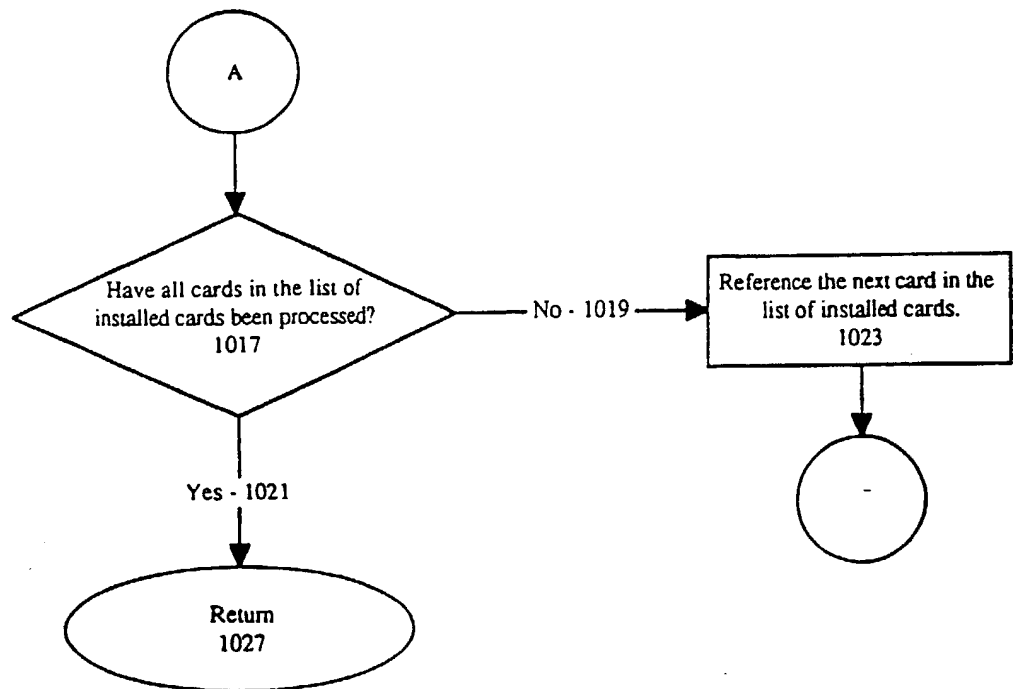 A
Have all cards in the list of
installed cards been processed?
1017
No - 1019
Reference the next card in the
list of installed cards.
1023
Yes - 1021
-
Return
1027